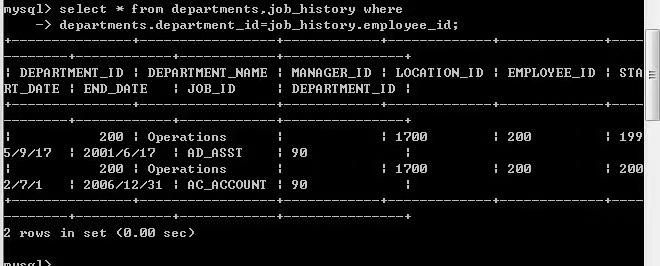 mysql> select * from departments,job_history where
    -> departments.department_id=job_history.employee_id;
| DEPARTMENT_ID | DEPARTMENT_NAME | MANAGER_ID | LOCATION_ID | EMPLOYEE_ID | STA
RT_DATE | END_DATE   | JOB_ID     | DEPARTMENT_ID |
|           200 | Operations      |            | 1700        | 200         | 199
5/9/17  | 2001/6/17  | AD_ASST    | 90            |
|           200 | Operations      |            | 1700        | 200         | 200
2/7/1   | 2006/12/31 | AC_ACCOUNT | 90            |
2 rows in set (0.00 sec)
mysql>